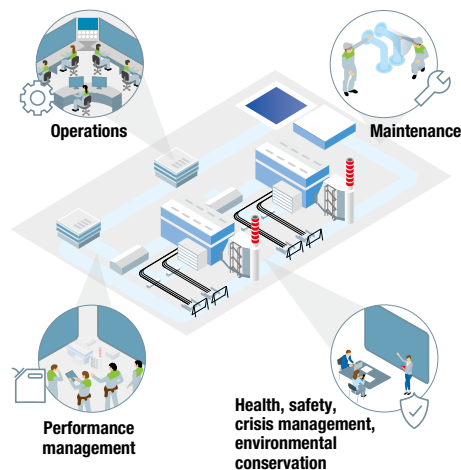 Operations
Maintenance
Performance
management
Health, safety,
crisis management,
environmental
conservation